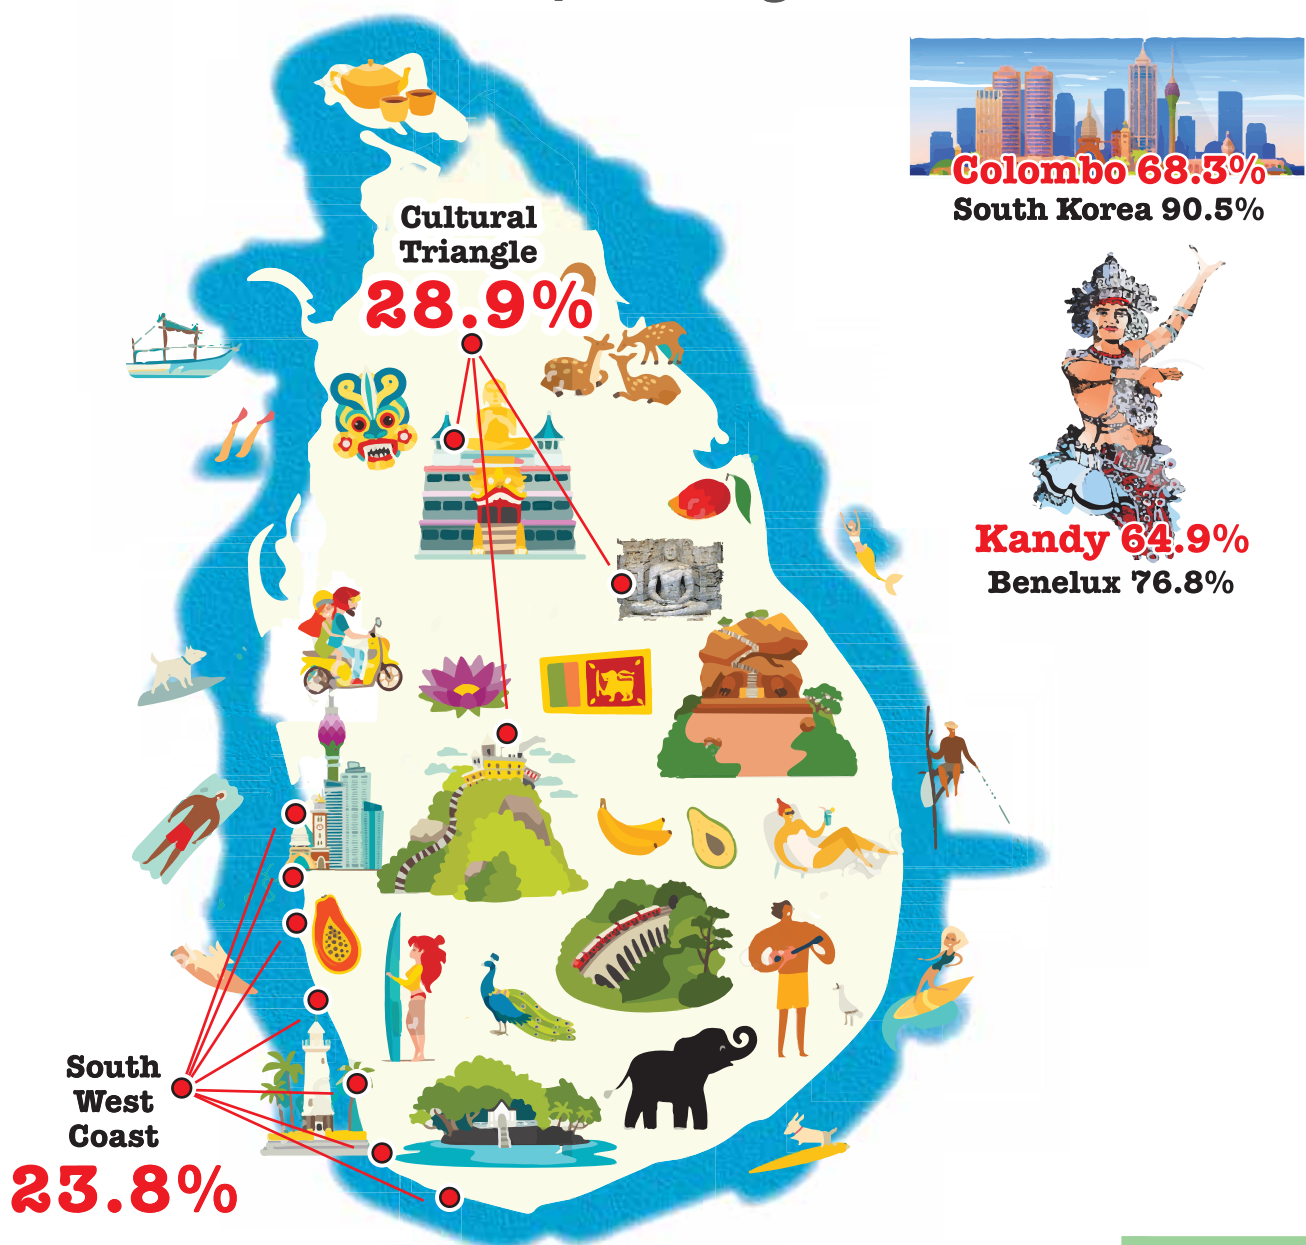 Colombo 68.3%
South Korea 90.5%
Cultural
Triangle
28.9%
Kandy 64.9%
Benelux 76.8%
South
West
Coast
23.8%